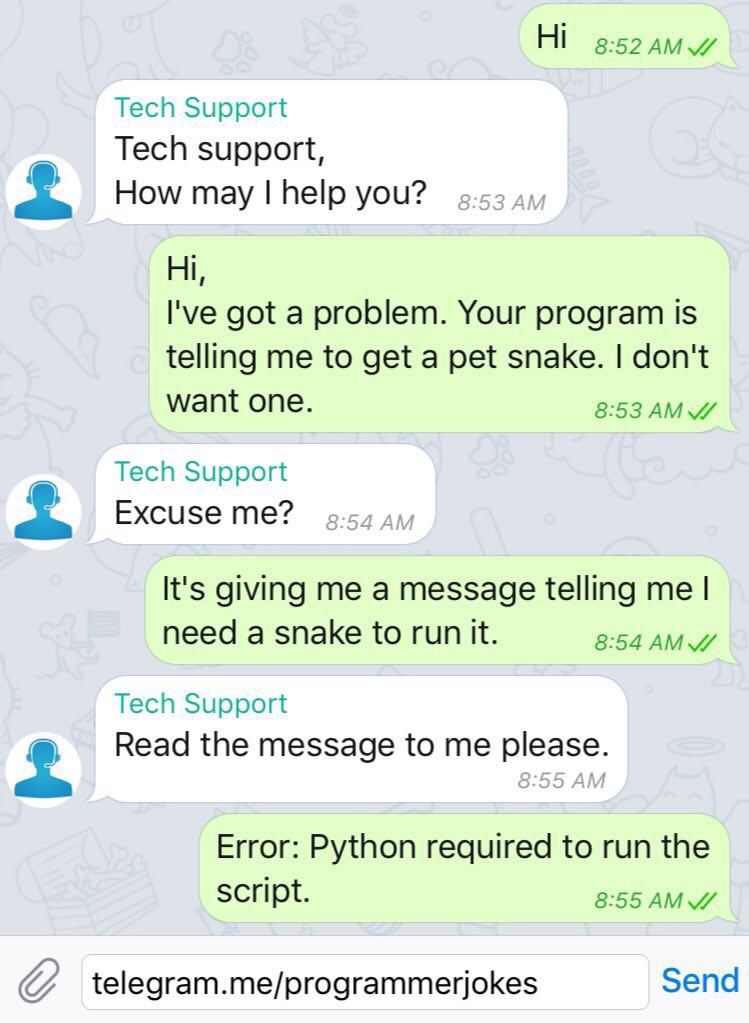 Hi
8:52 AM
Tech Support
Tech support,
How may I help you?
8:53 AM
Hi,
I've got a problem. Your program is
telling me to get a pet snake. I don't
want one.
8:53 AM
Tech Support
Excuse me?
8:54 AM
It's giving me a message telling me I
need a snake to run it.
8:54 AM
Tech Support
Read the message to me please.
8:55 AM
Error: Python required to run the
script.
8:55 AM
telegram.me/programmerjokes
Send